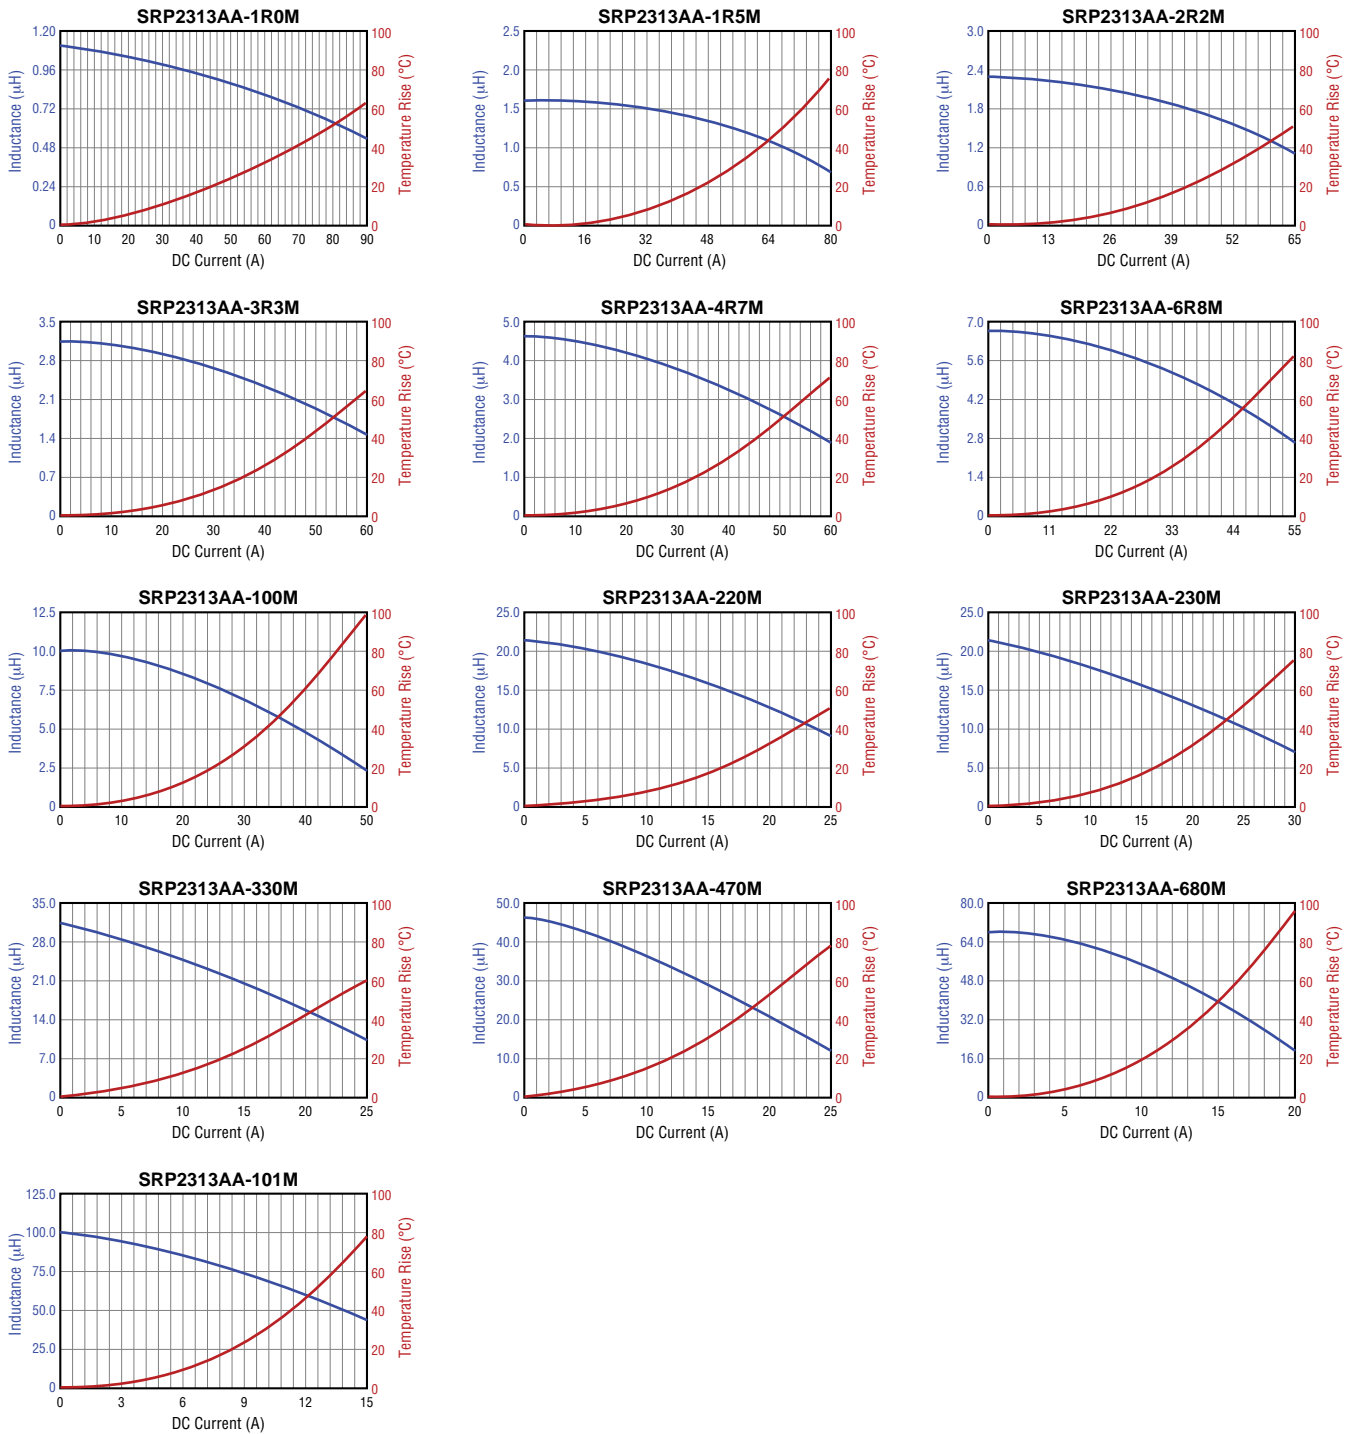 SRP2313AA-1R0M
1.20
0.96
0.72
0.48
0.24
0
Inductance (µH)
100
80
60
40
20
0
Temperature Rise (°C)
0 10 20 30 40 50 60 70 80 90
DC Current (A)
SRP2313AA-1R5M
2.5
2.0
1.5
1.0
0.5
0
Inductance (µH)
100
80
60
40
20
0
Temperature Rise (°C)
0 16 32 48 64 80
DC Current (A)
SRP2313AA-2R2M
3.0
2.4
1.8
1.2
0.6
0
Inductance (µH)
100
80
60
40
20
0
Temperature Rise (°C)
0 13 26 39 52 65
DC Current (A)
SRP2313AA-3R3M
3.5
2.8
2.1
1.4
0.7
0
Inductance (µH)
100
80
60
40
20
0
Temperature Rise (°C)
0 10 20 30 40 50 60
DC Current (A)
SRP2313AA-4R7M
5.0
4.0
3.0
2.0
1.0
0
Inductance (µH)
100
80
60
40
20
0
Temperature Rise (°C)
0 10 20 30 40 50 60
DC Current (A)
SRP2313AA-6R8M
7.0
5.6
4.2
2.8
1.4
0
Inductance (µH)
100
80
60
40
20
0
Temperature Rise (°C)
0 11 22 33 44 55
DC Current (A)
SRP2313AA-100M
12.5
10.0
7.5
5.0
2.5
0
Inductance (µH)
100
80
60
40
20
0
Temperature Rise (°C)
0 10 20 30 40 50
DC Current (A)
SRP2313AA-220M
25.0
20.0
15.0
10.0
5.0
0
Inductance (µH)
100
80
60
40
20
0
Temperature Rise (°C)
0 5 10 15 20 25
DC Current (A)
SRP2313AA-230M
25.0
20.0
15.0
10.0
5.0
0
Inductance (µH)
100
80
60
40
20
0
Temperature Rise (°C)
0 5 10 15 20 25 30
DC Current (A)
SRP2313AA-330M
35.0
28.0
21.0
14.0
7.0
0
Inductance (µH)
100
80
60
40
20
0
Temperature Rise (°C)
0 5 10 15 20 25
DC Current (A)
SRP2313AA-470M
50.0
40.0
30.0
20.0
10.0
0
Inductance (µH)
100
80
60
40
20
0
Temperature Rise (°C)
0 5 10 15 20 25
DC Current (A)
SRP2313AA-680M
80.0
64.0
48.0
32.0
16.0
0
Inductance (µH)
100
80
60
40
20
0
Temperature Rise (°C)
0 5 10 15 20
DC Current (A)
SRP2313AA-101M
125.0
100.0
75.0
50.0
25.0
0
Inductance (µH)
100
80
60
40
20
0
Temperature Rise (°C)
0 3 6 9 12 15
DC Current (A)